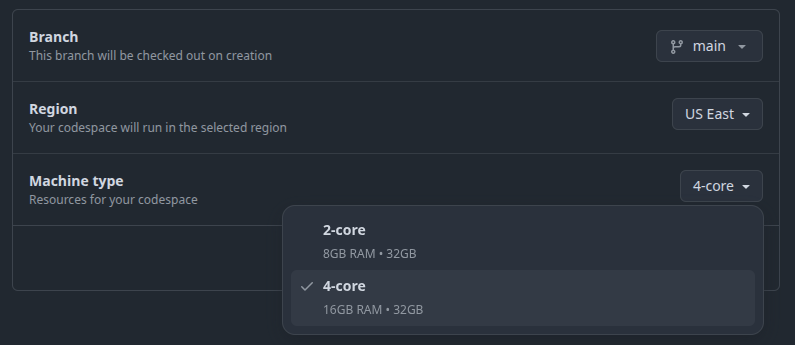 Branch
This branch will be checked out on creation
main
Region
Your codespace will run in the selected region
US East
Machine type
Resources for your codespace
4-core
2-core
8GB RAM • 32GB
4-core
16GB RAM • 32GB